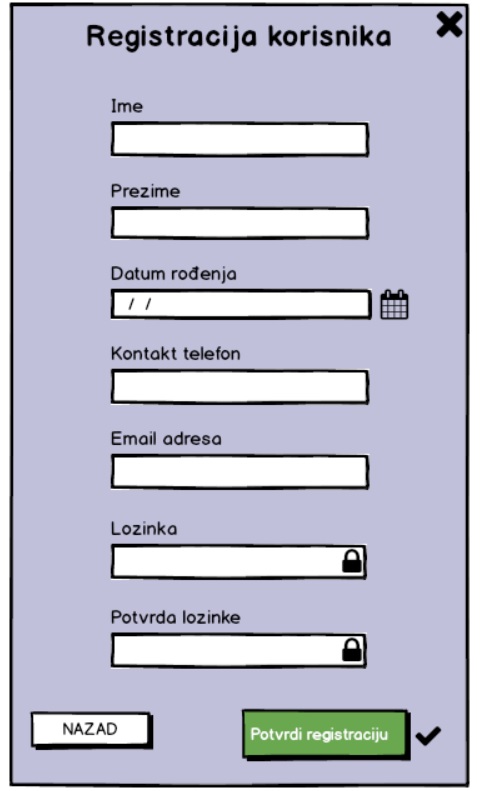 Registracija korisnika
Ime
Prezime
Datum rođenja
/ /
Kontakt telefon
Email adresa
Lozinka
Potvrda lozinke
NAZAD
Potvrdi registraciju